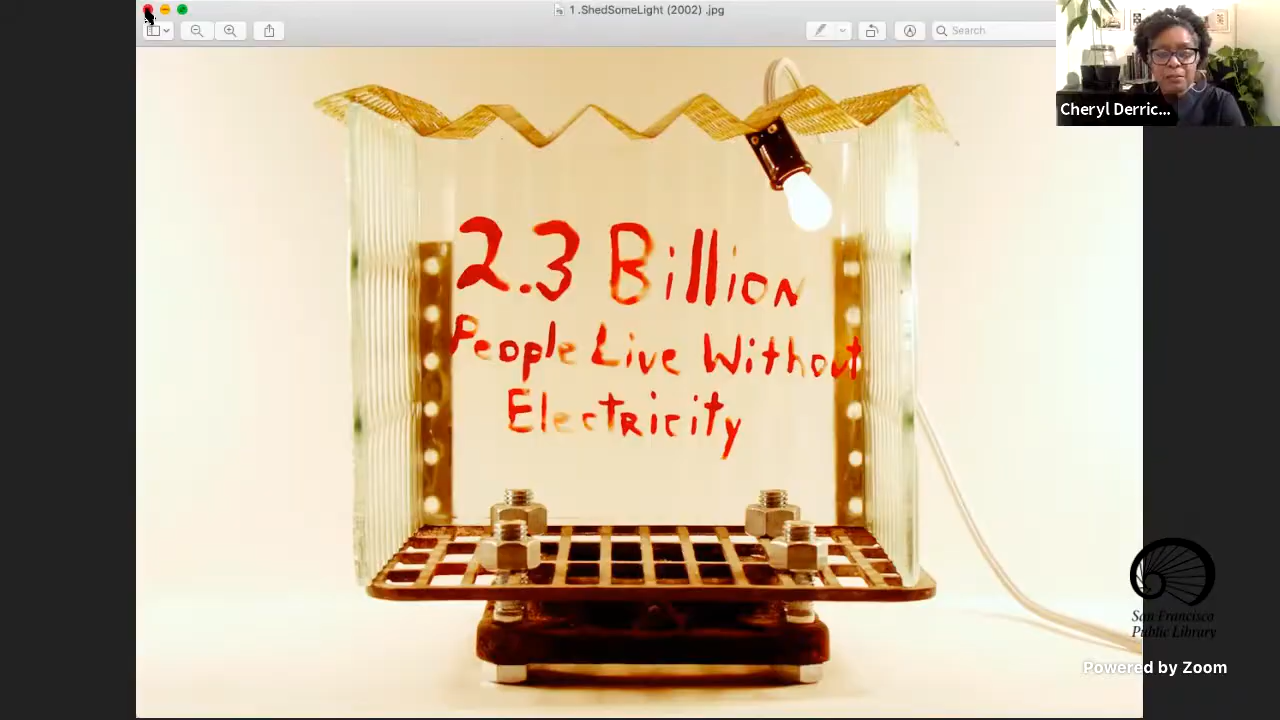 1 .ShedSomeLight (2002) .jpg
Search
Cheryl Derric...
2.3 Billion
People Live Without
Electricity
San Francisco
Public Library
Powered by Zoom